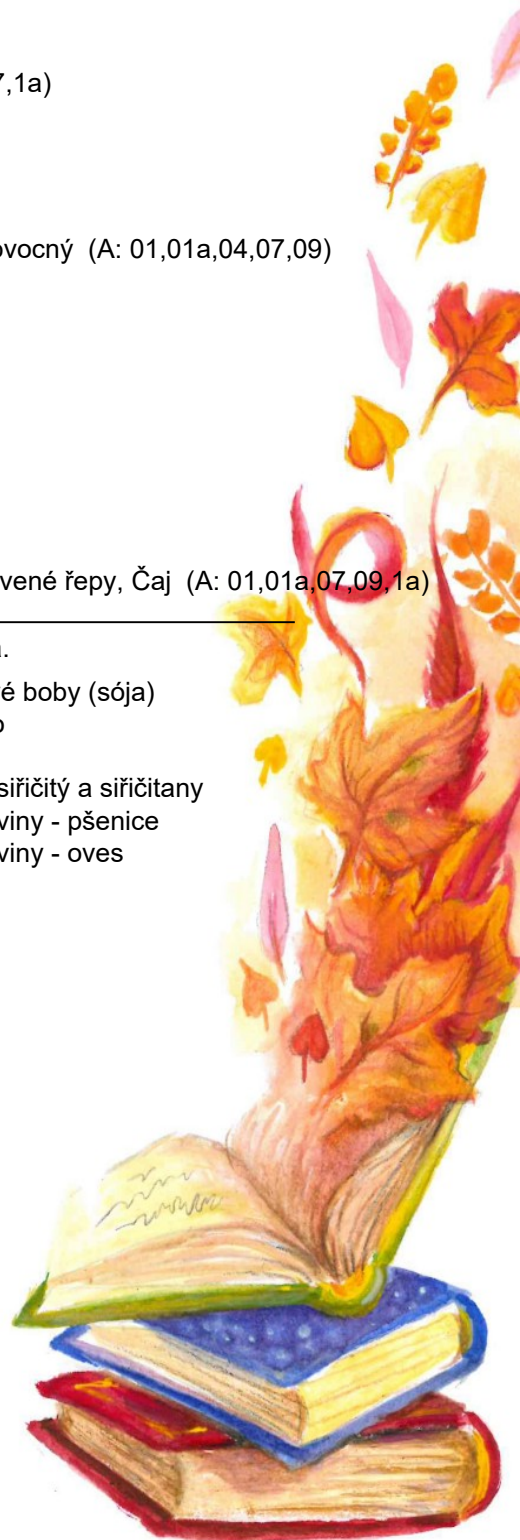 ,1a)
ovocný (A: 01,01a,04,07,09)
vené řepy, Čaj (A: 01,01a,07,09,1a)
.
é boby (sója)
siřičitý a siřičitany
viny - pšenice
viny - oves